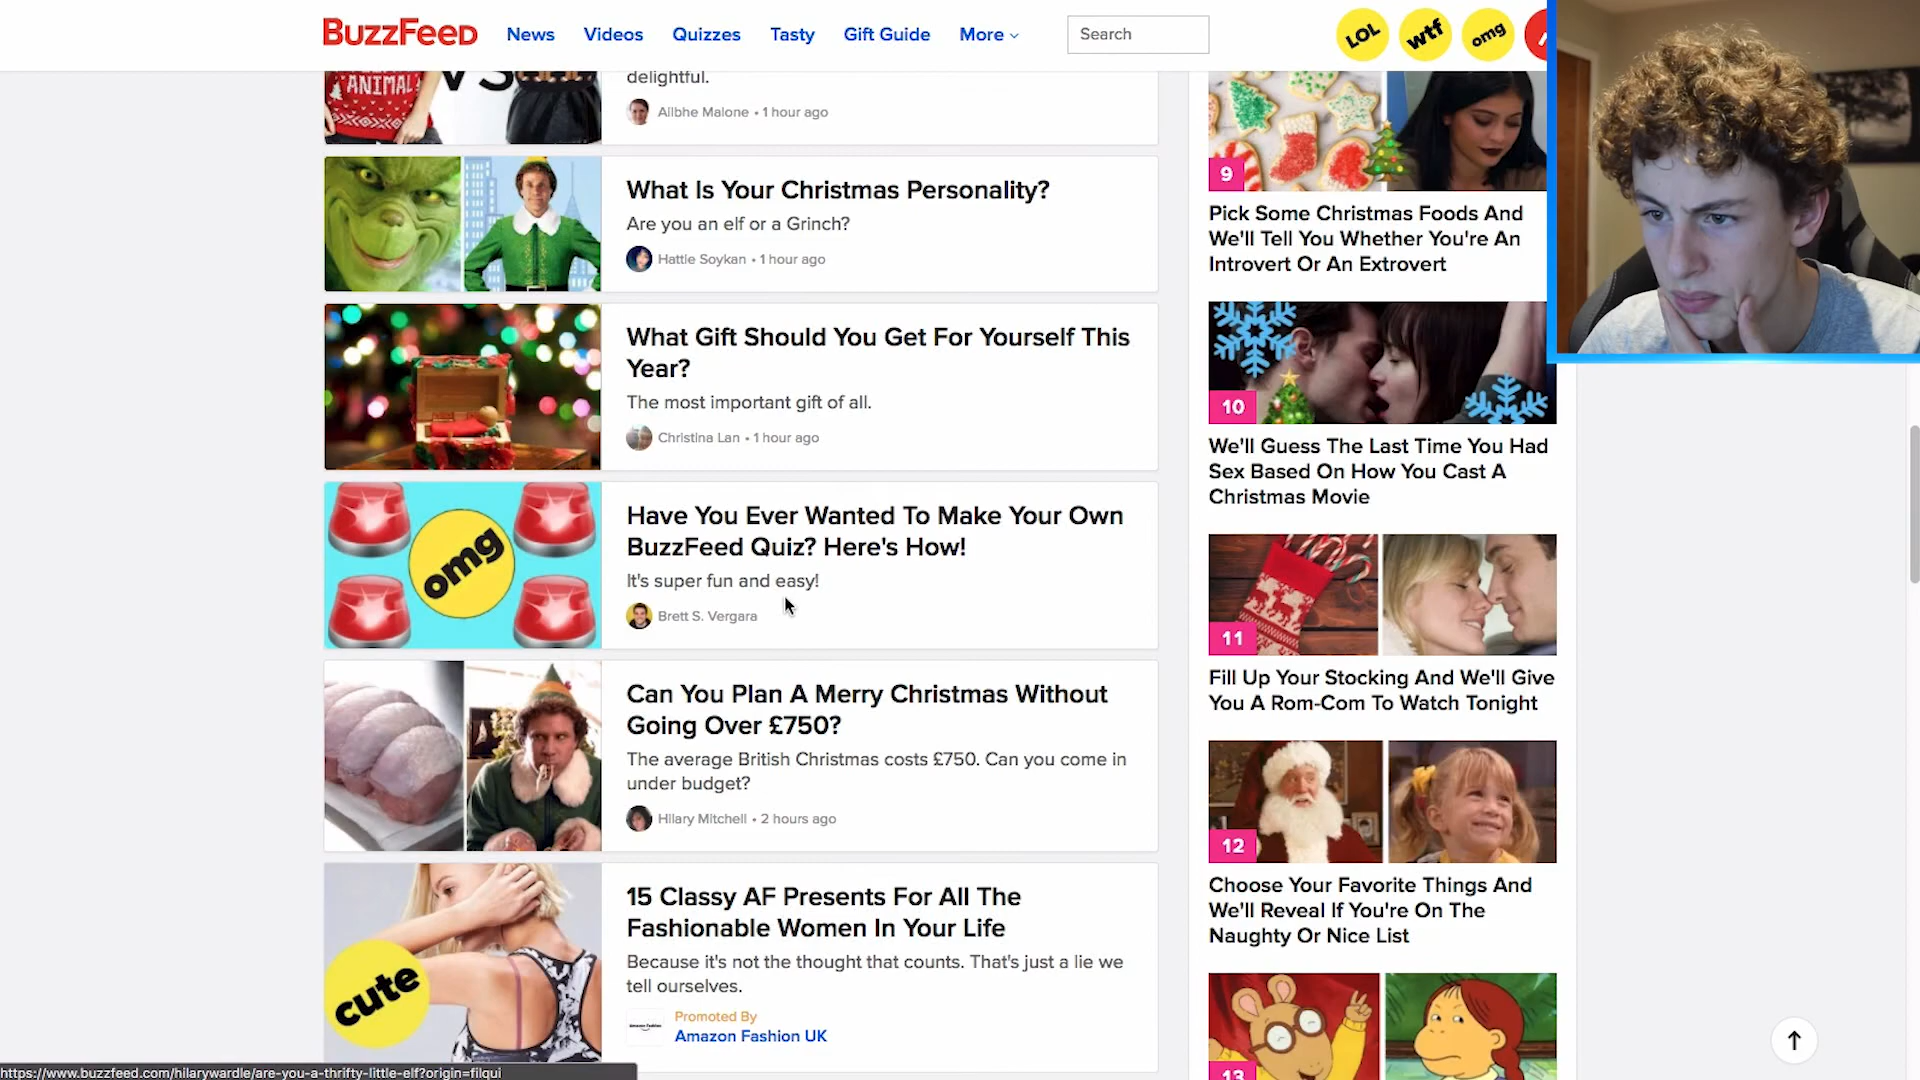 BuzzFeed News Videos Quizzes Tasty Gift Guide More Search LOL wtf omg
ANIMAL VS
delightful.
Ailbhe Malone • 1 hour ago
What Is Your Christmas Personality?
Are you an elf or a Grinch?
Hattie Soykan • 1 hour ago
What Gift Should You Get For Yourself This
Year?
The most important gift of all.
Christina Lan • 1 hour ago
omg
Have You Ever Wanted To Make Your Own
BuzzFeed Quiz? Here's How!
It's super fun and easy!
Brett S. Vergara
Can You Plan A Merry Christmas Without
Going Over £750?
The average British Christmas costs £750. Can you come in
under budget?
Hilary Mitchell • 2 hours ago
cute
15 Classy AF Presents For All The
Fashionable Women In Your Life
Because it's not the thought that counts. That's just a lie we
tell ourselves.
Promoted By
Amazon Fashion UK
9
Pick Some Christmas Foods And
We'll Tell You Whether You're An
Introvert Or An Extrovert
10
We'll Guess The Last Time You Had
Sex Based On How You Cast A
Christmas Movie
11
Fill Up Your Stocking And We'll Give
You A Rom-Com To Watch Tonight
12
Choose Your Favorite Things And
We'll Reveal If You're On The
Naughty Or Nice List
13
https://www.buzzfeed.com/hilarywardle/are-you-a-thrifty-little-elf?origin=filqui